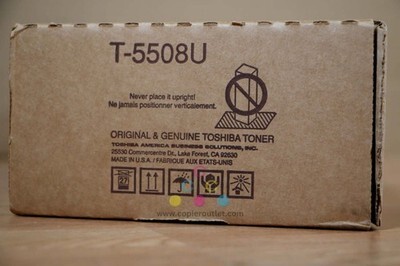 T-5508U
Never place it upright!
Ne jamais positionner verticalement.
ORIGINAL & GENUINE TOSHIBA TONER
TOSHIBA AMERICA BUSINESS SOLUTIONS, INC.
25530 Commercentre Dr., Lake Forest, CA 92630
MADE IN U.S.A. / FABRIQUE AUX ETATS-UNIS
www.copieroutlet.com